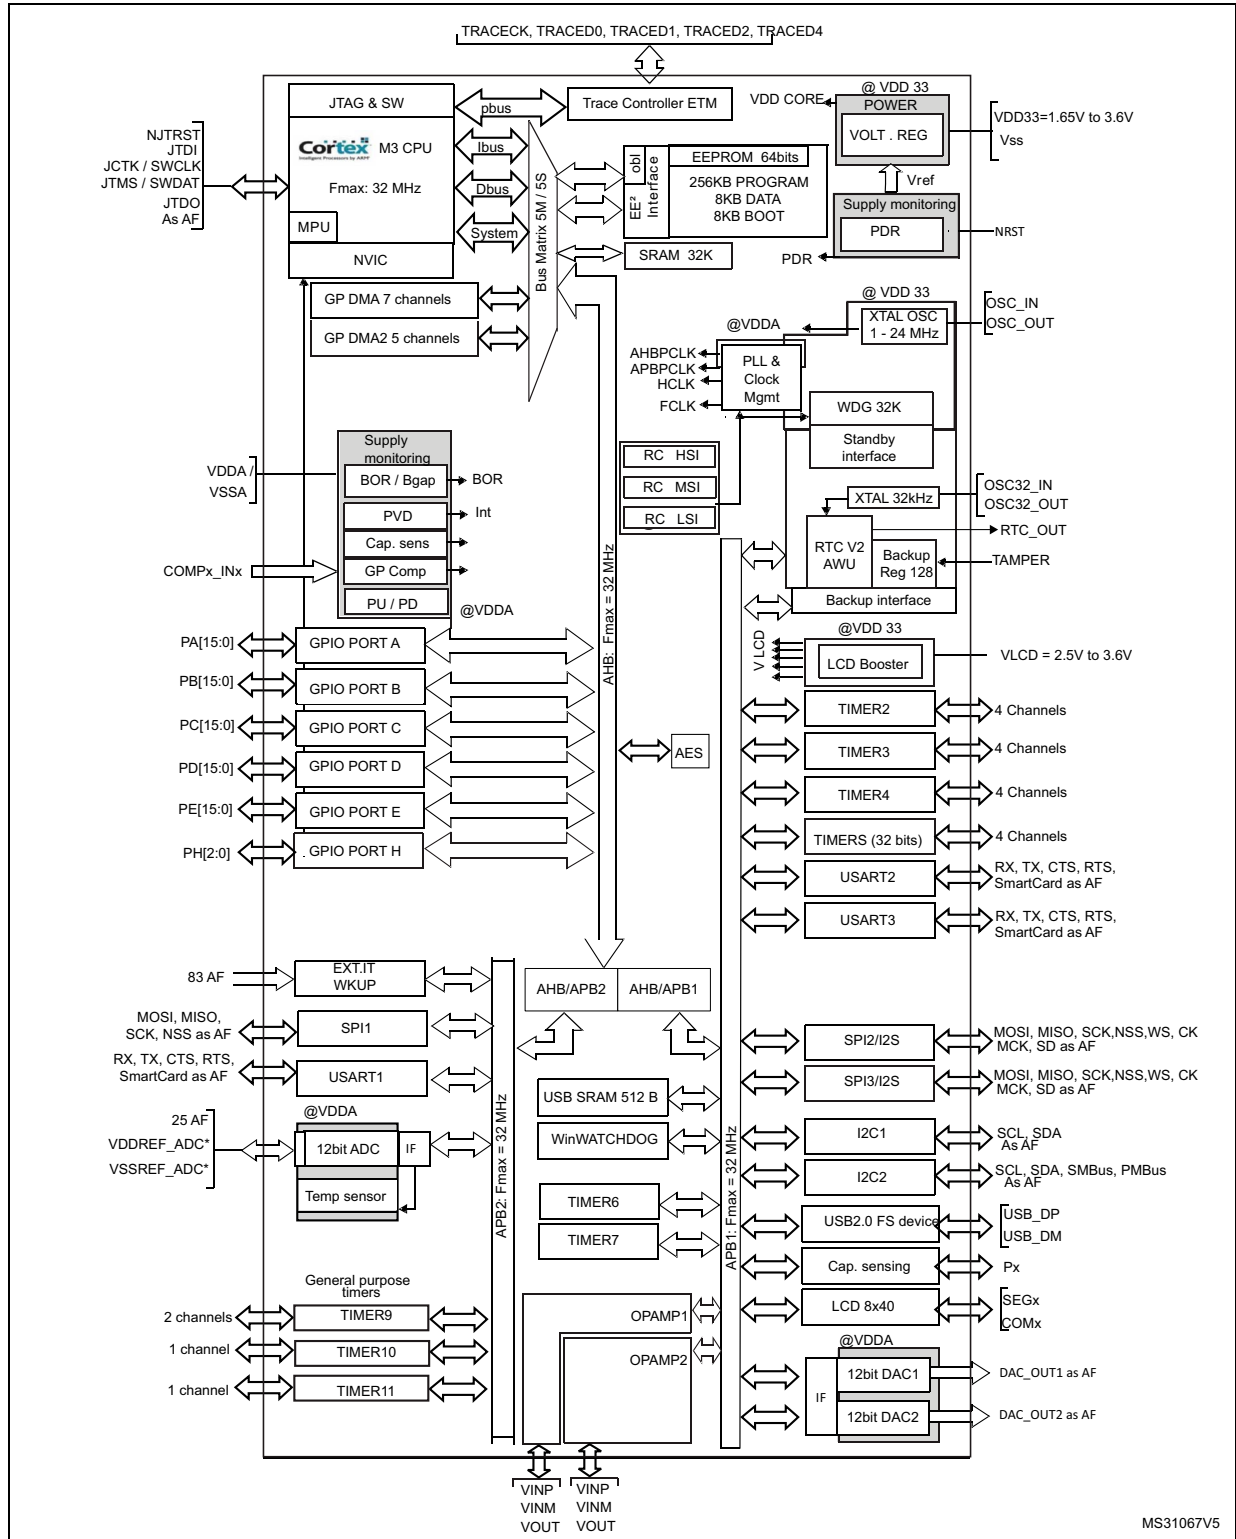 TRACECK, TRACED0, TRACED1, TRACED2, TRACED4
JTAG & SW
pbus
Trace Controller ETM
Cortex
Intelligent Processors by ARM
M3 CPU
Fmax: 32 MHz
MPU
NVIC
NJTRST
JTDI
JCTK / SWCLK
JTMS / SWDAT
JTDO
As AF
Ibus
Dbus
System
Bus Matrix 5M / 5S
GP DMA 7 channels
GP DMA2 5 channels
obl
EE² Interface
EEPROM 64bits
256KB PROGRAM
8KB DATA
8KB BOOT
SRAM 32K
VDD CORE
@ VDD 33
POWER
VOLT . REG
VDD33=1.65V to 3.6V
Vss
Vref
Supply monitoring
PDR
NRST
PDR
@ VDD 33
XTAL OSC
1 - 24 MHz
OSC_IN
OSC_OUT
@VDDA
PLL &
Clock
Mgmt
AHBPCLK
APBPCLK
HCLK
FCLK
WDG 32K
Standby
interface
RC HSI
RC MSI
RC LSI
XTAL 32kHz
OSC32_IN
OSC32_OUT
RTC V2
AWU
RTC_OUT
Backup
Reg 128
TAMPER
Backup interface
VDDA /
VSSA
Supply
monitoring
BOR / Bgap
BOR
PVD
Int
Cap. sens
GP Comp
COMPx_INx
PU / PD
@VDDA
AHB: Fmax = 32 MHz
PA[15:0]
GPIO PORT A
PB[15:0]
GPIO PORT B
PC[15:0]
GPIO PORT C
PD[15:0]
GPIO PORT D
PE[15:0]
GPIO PORT E
PH[2:0]
GPIO PORT H
AES
@VDD 33
V LCD
LCD Booster
VLCD = 2.5V to 3.6V
TIMER2
4 Channels
TIMER3
4 Channels
TIMER4
4 Channels
TIMERS (32 bits)
4 Channels
USART2
RX, TX, CTS, RTS,
SmartCard as AF
USART3
RX, TX, CTS, RTS,
SmartCard as AF
83 AF
EXT.IT
WKUP
AHB/APB2
AHB/APB1
MOSI, MISO,
SCK, NSS as AF
SPI1
RX, TX, CTS, RTS,
SmartCard as AF
USART1
@VDDA
25 AF
VDDREF_ADC*
VSSREF_ADC*
12bit ADC
IF
Temp sensor
APB2: Fmax = 32 MHz
USB SRAM 512 B
WinWATCHDOG
TIMER6
TIMER7
APB1: Fmax = 32 MHz
SPI2/I2S
MOSI, MISO, SCK,NSS,WS, CK
MCK, SD as AF
SPI3/I2S
MOSI, MISO, SCK,NSS,WS, CK
MCK, SD as AF
I2C1
SCL, SDA
As AF
I2C2
SCL, SDA, SMBus, PMBus
As AF
USB2.0 FS device
USB_DP
USB_DM
Cap. sensing
Px
LCD 8x40
SEGx
COMx
General purpose
timers
2 channels
TIMER9
1 channel
TIMER10
1 channel
TIMER11
OPAMP1
OPAMP2
@VDDA
IF
12bit DAC1
DAC_OUT1 as AF
12bit DAC2
DAC_OUT2 as AF
VINP
VINM
VOUT
VINP
VINM
VOUT
MS31067V5